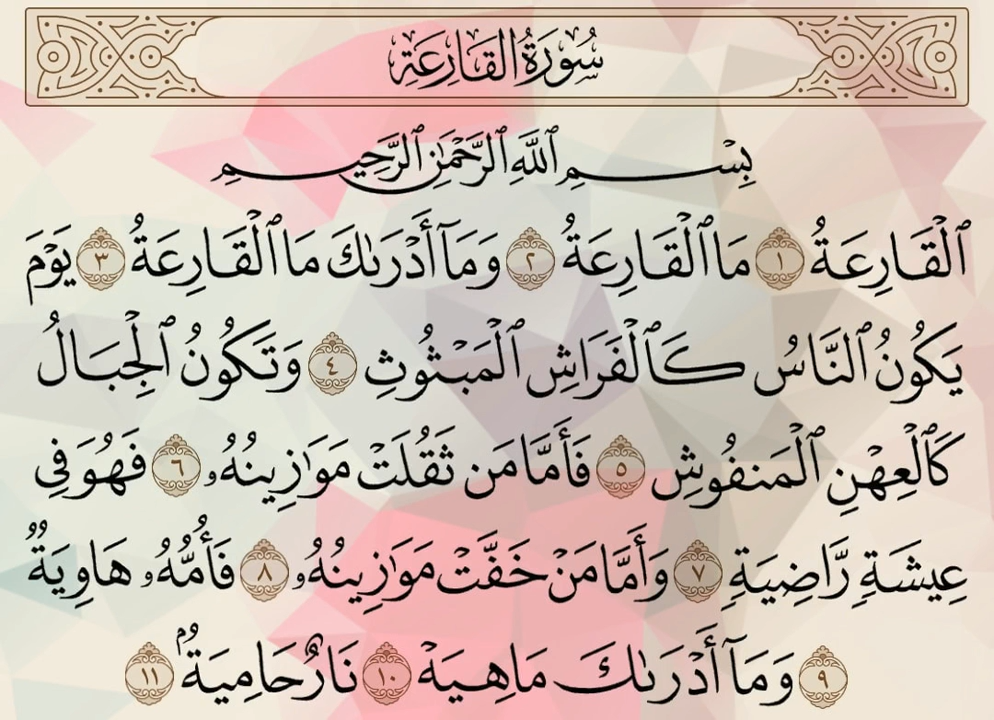 سُورَةُ القَارِعَةِ
بِسْمِ ٱللَّهِ ٱلرَّحْمَٰنِ ٱلرَّحِيمِ
ٱلْقَارِعَةُ ١ مَا ٱلْقَارِعَةُ ٢ وَمَآ أَدْرَىٰكَ مَا ٱلْقَارِعَةُ ٣ يَوْمَ
يَكُونُ ٱلنَّاسُ كَٱلْفَرَاشِ ٱلْمَبْثُوثِ ٤ وَتَكُونُ ٱلْجِبَالُ
كَٱلْعِهْنِ ٱلْمَنفُوشِ ٥ فَأَمَّا مَن ثَقُلَتْ مَوَٰزِينُهُۥ ٦ فَهُوَ فِى
عِيشَةٍ رَّاضِيَةٍ ٧ وَأَمَّا مَنْ خَفَّتْ مَوَٰزِينُهُۥ ٨ فَأُمُّهُۥ هَاوِيَةٌ
٩ وَمَآ أَدْرَىٰكَ مَا هِيَهْ ١٠ نَارٌ حَامِيَةٌۢ ١١